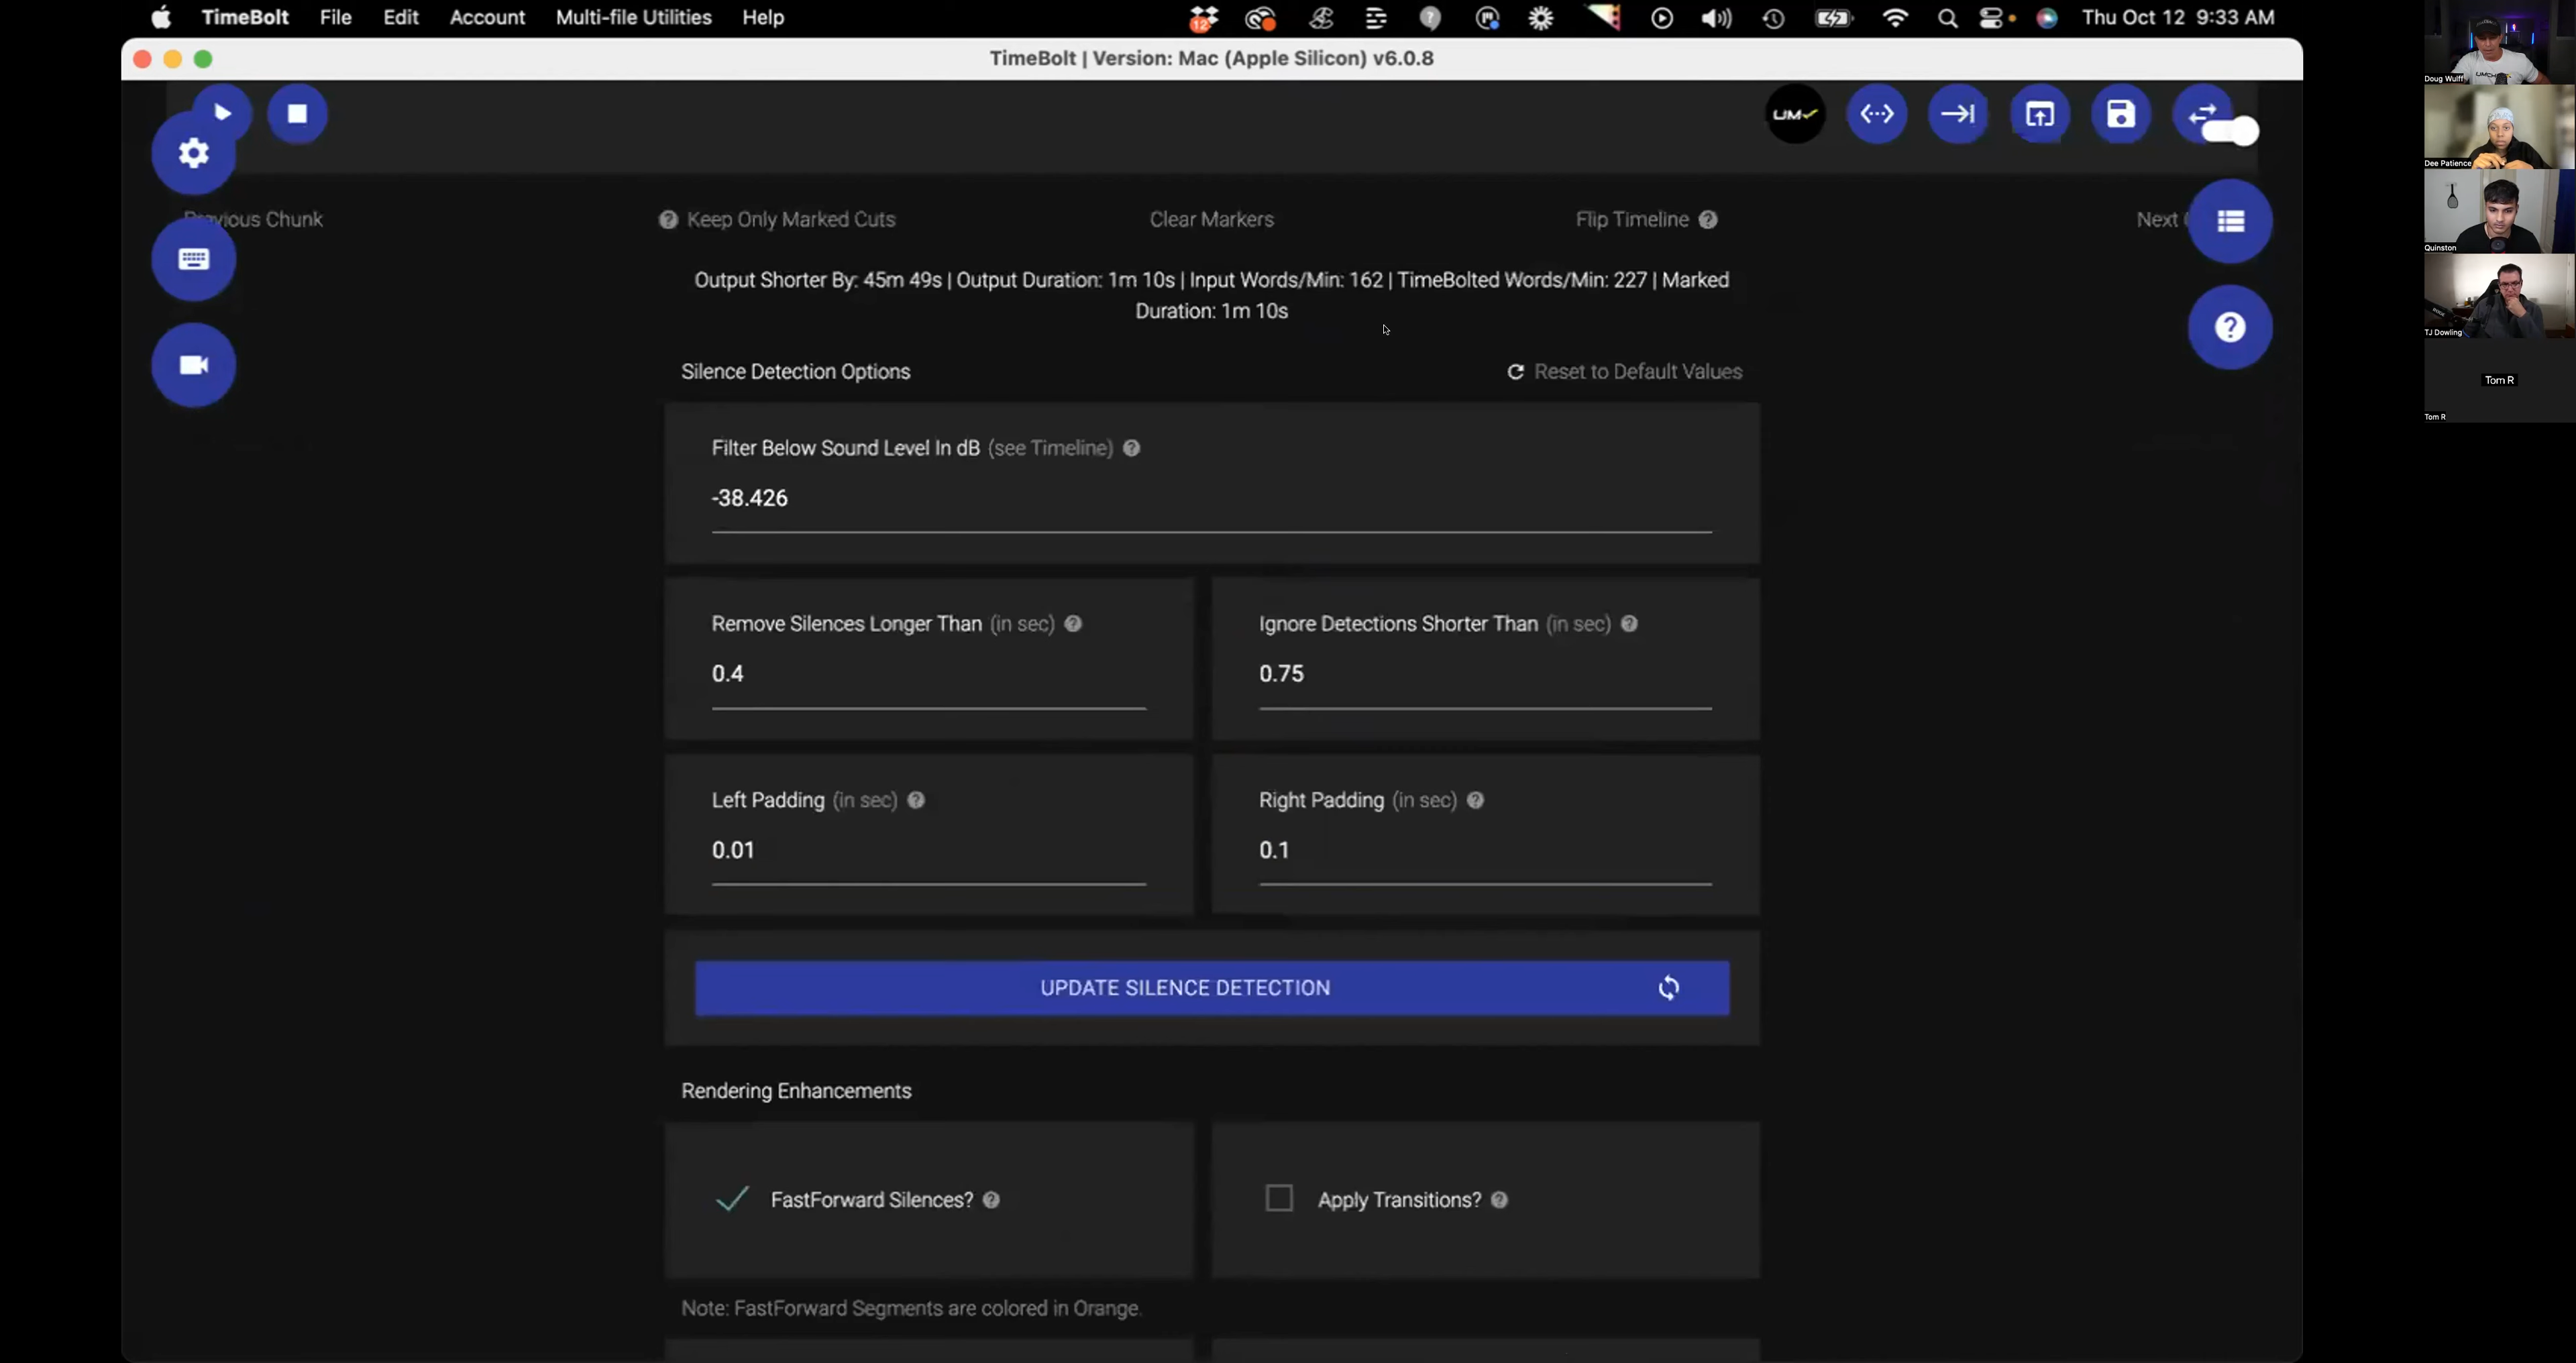 TimeBolt File Edit Account Multi-file Utilities Help
12
Thu Oct 12 9:33 AM
TimeBolt | Version: Mac (Apple Silicon) v6.0.8
UM
Previous Chunk
Keep Only Marked Cuts
Clear Markers
Flip Timeline
Next
Output Shorter By: 45m 49s | Output Duration: 1m 10s | Input Words/Min: 162 | TimeBolted Words/Min: 227 | Marked
Duration: 1m 10s
Silence Detection Options
Reset to Default Values
Filter Below Sound Level In dB (see Timeline)
-38.426
Remove Silences Longer Than (in sec)
0.4
Ignore Detections Shorter Than (in sec)
0.75
Left Padding (in sec)
0.01
Right Padding (in sec)
0.1
UPDATE SILENCE DETECTION
Rendering Enhancements
FastForward Silences?
Apply Transitions?
Note: FastForward Segments are colored in Orange.
Doug Wulff
Dee Patience
Quinston
TJ Dowling
Tom R
Tom R